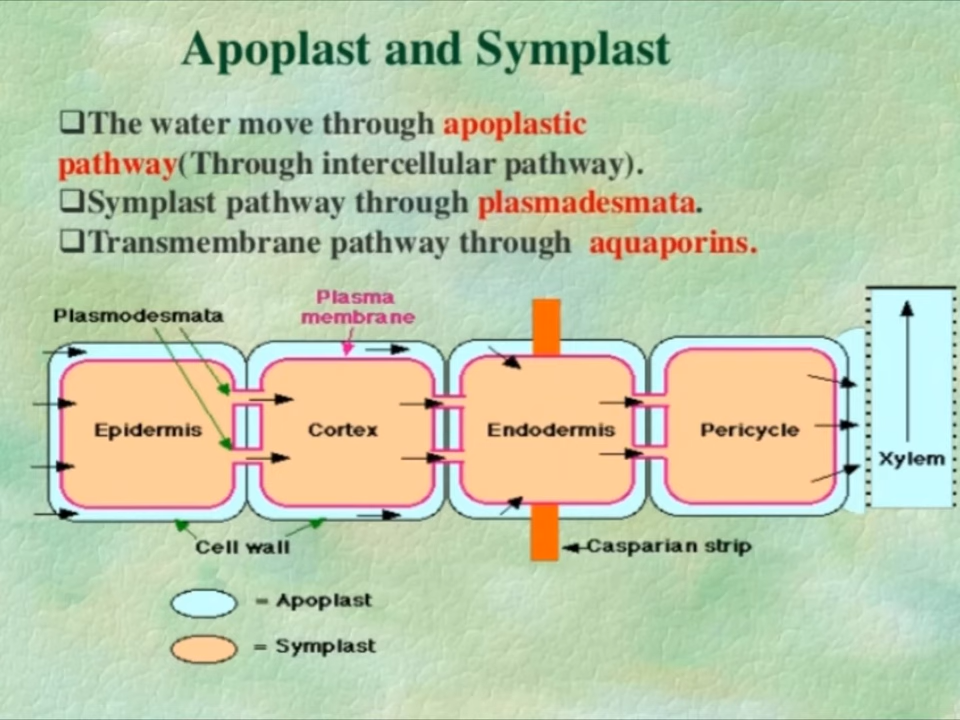 Apoplast and Symplast
❑The water move through apoplastic
pathway(Through intercellular pathway).
❑Symplast pathway through plasmadesmata.
❑Transmembrane pathway through aquaporins.
Plasmodesmata
Plasma
membrane
Epidermis
Cortex
Endodermis
Pericycle
Xylem
Cell wall
Casparian strip
= Apoplast
= Symplast